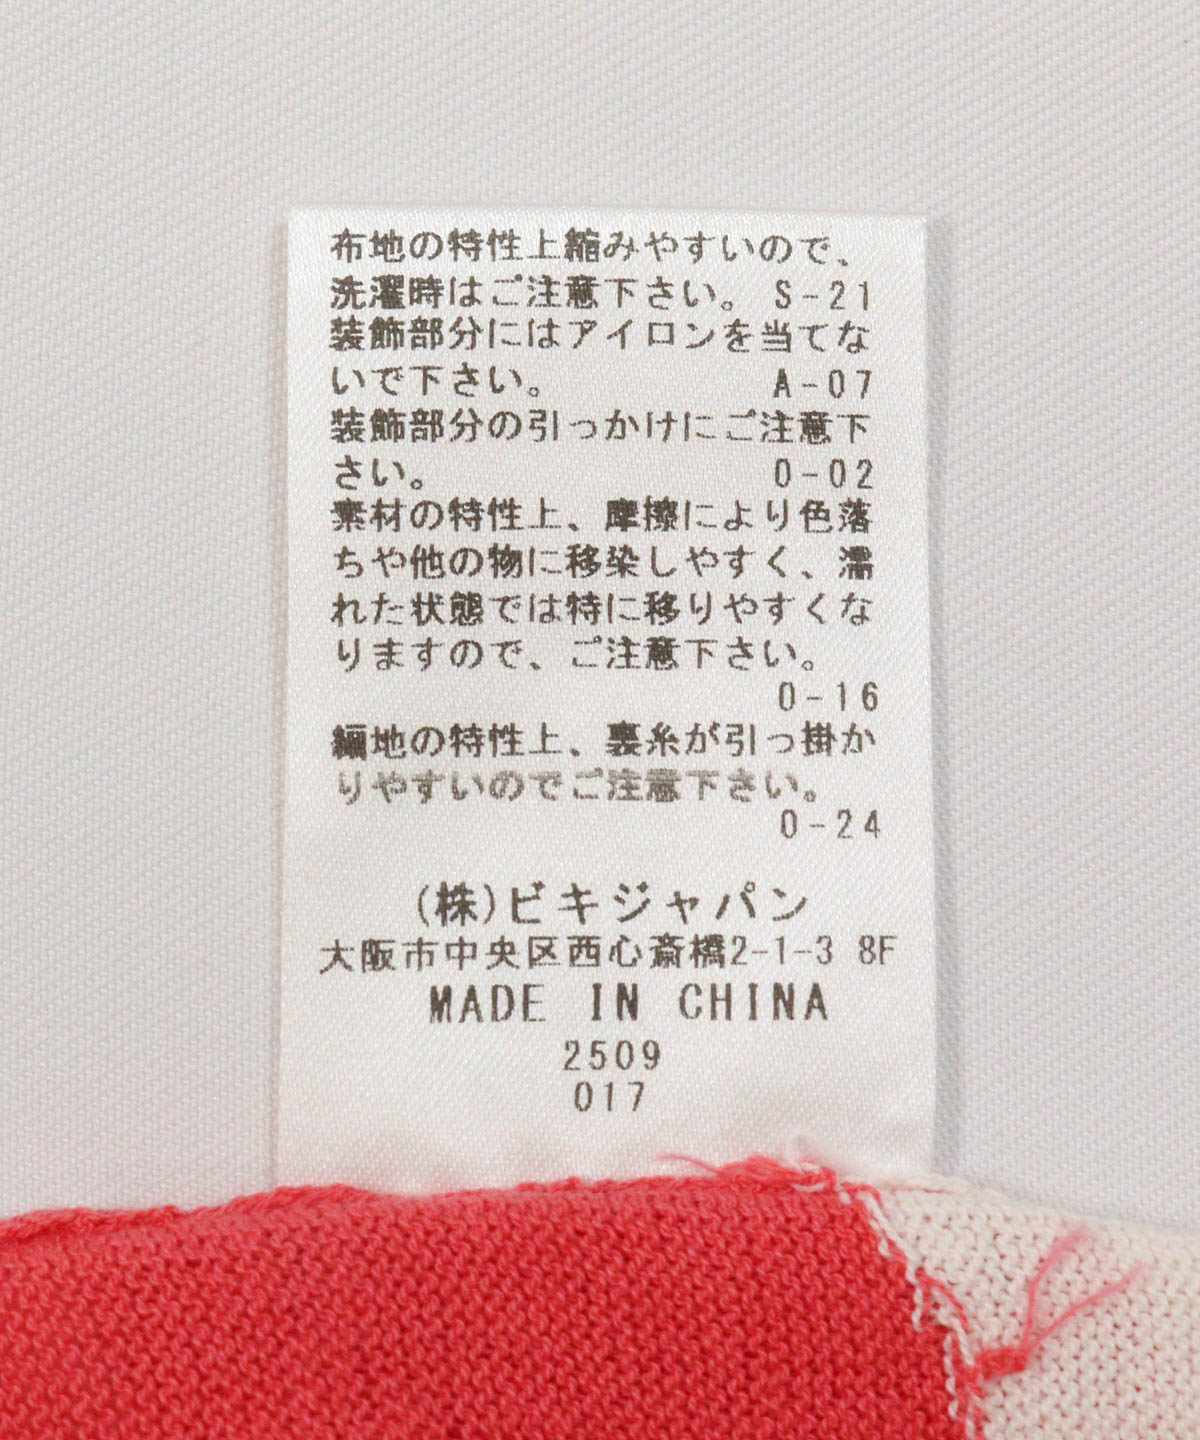 布地の特性上縮みやすいので、
洗濯時はご注意下さい。 S-21
装飾部分にはアイロンを当てな
いで下さい。 A-07
装飾部分の引っかけにご注意下
さい。 0-02
素材の特性上、摩擦により色落
ちや他の物に移染しやすく、濡
れた状態では特に移りやすくな
りますので、ご注意下さい。
0-16
編地の特性上、裏糸が引っ掛か
りやすいのでご注意下さい。
0-24
(株)ビキジャパン
大阪市中央区西心斎橋2-1-3 8F
MADE IN CHINA
2509
017